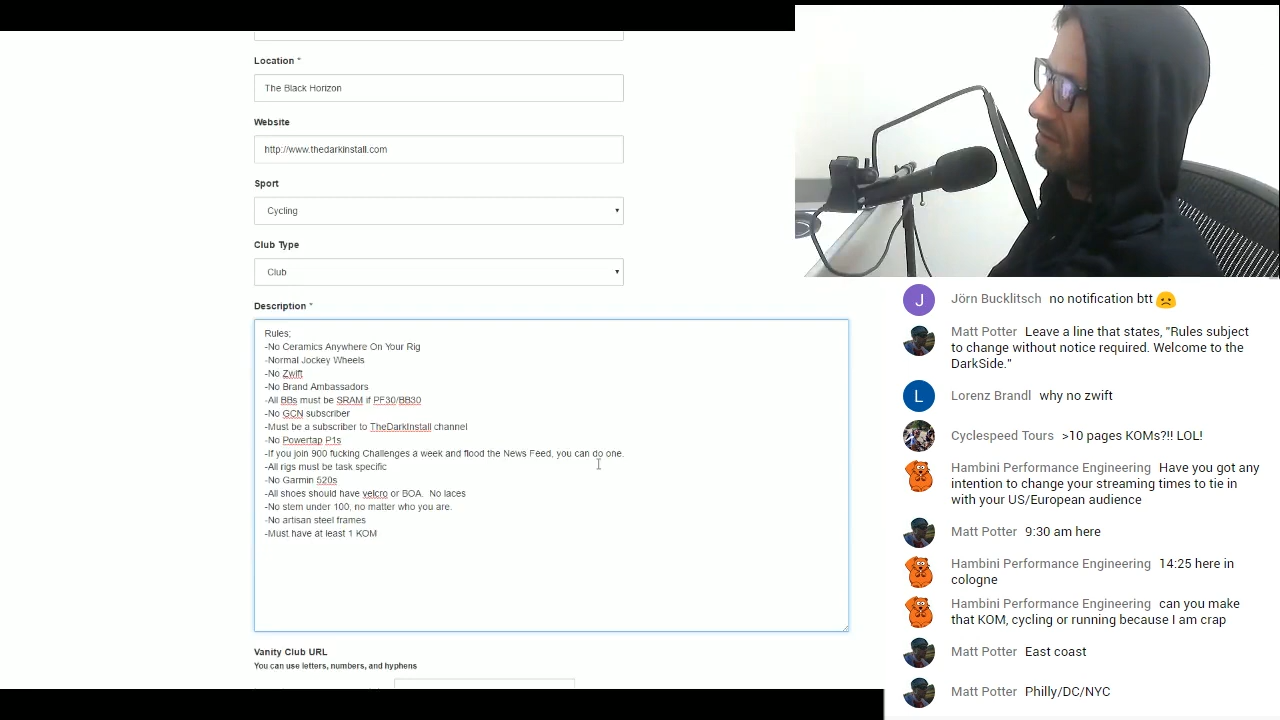 Location *
The Black Horizon
Website
http://www.thedarkinstall.com
Sport
Cycling
Club Type
Club
Description *
Rules;
-No Ceramics Anywhere On Your Rig
-Normal Jockey Wheels
-No Zwift
-No Brand Ambassadors
-All BBs must be SRAM if PF30/BB30
-No GCN subscriber
-Must be a subscriber to TheDarkInstall channel
-No Powertap P1s
-If you join 900 fucking Challenges a week and flood the News Feed, you can do one.
-All rigs must be task specific
-No Garmin 520s
-All shoes should have velcro or BOA.  No laces
-No stem under 100, no matter who you are.
-No artisan steel frames
-Must have at least 1 KOM
Vanity Club URL
You can use letters, numbers, and hyphens
J
Jörn Bucklitsch no notification btt
Matt Potter Leave a line that states, "Rules subject
to change without notice required. Welcome to the
DarkSide."
L
Lorenz Brandl why no zwift
Cyclespeed Tours >10 pages KOMs?!! LOL!
Hambini Performance Engineering Have you got any
intention to change your streaming times to tie in
with your US/European audience
Matt Potter 9:30 am here
Hambini Performance Engineering 14:25 here in
cologne
Hambini Performance Engineering can you make
that KOM, cycling or running because I am crap
Matt Potter East coast
Matt Potter Philly/DC/NYC